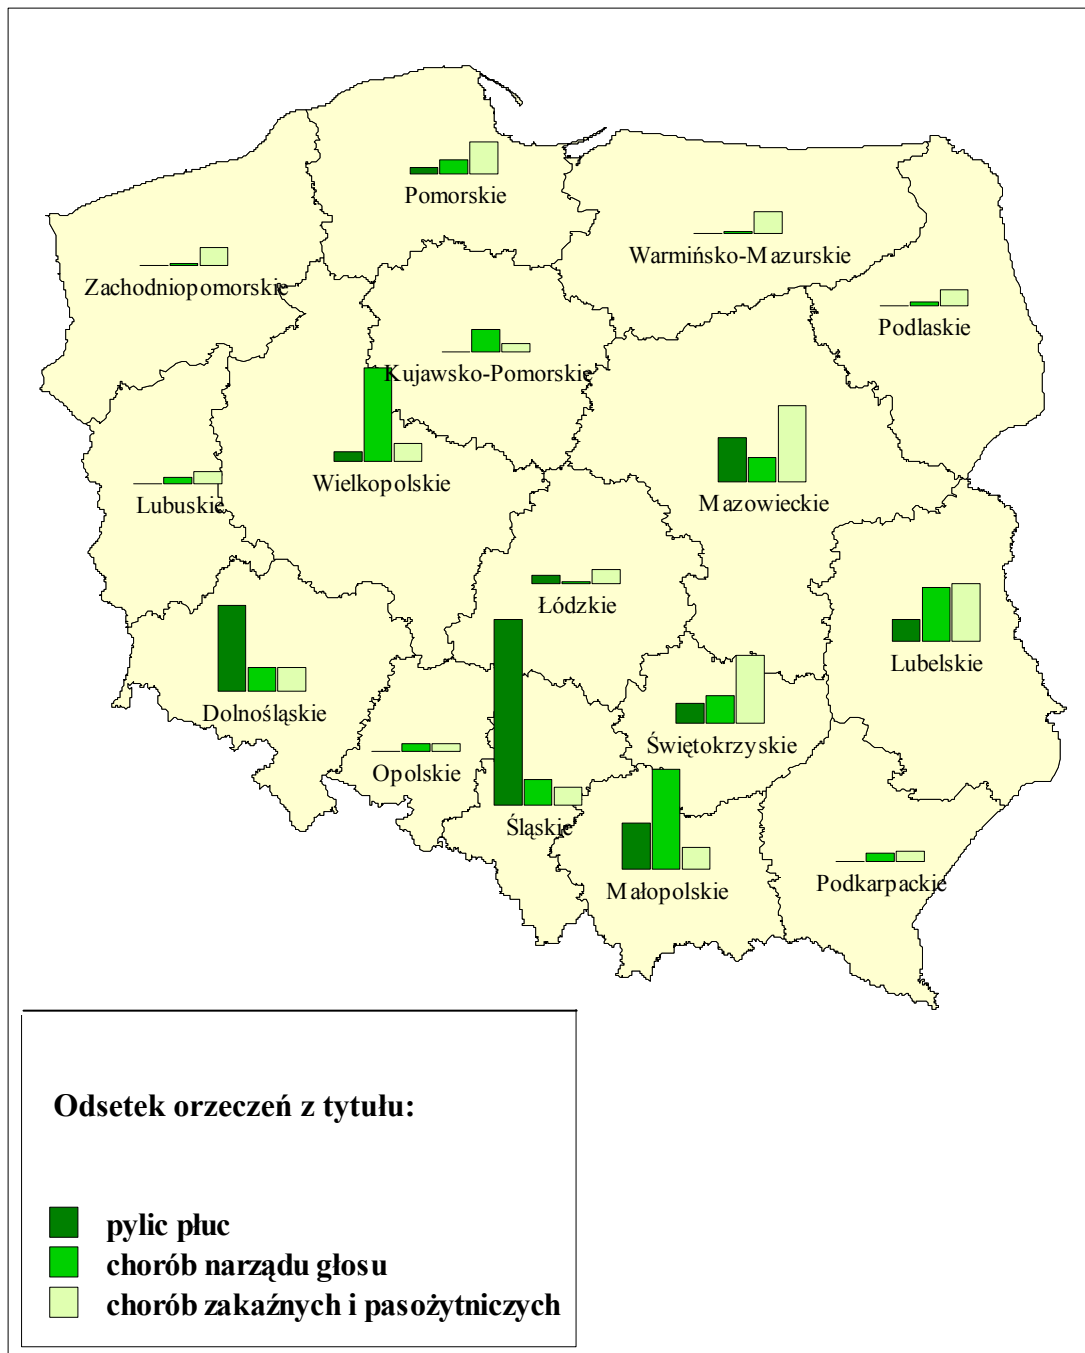 Pomorskie
Warmińsko-Mazurskie
Zachodniopomorskie
Podlaskie
Kujawsko-Pomorskie
Wielkopolskie
Lubuskie
Mazowieckie
Łódzkie
Lubelskie
Dolnośląskie
Świętokrzyskie
Opolskie
Śląskie
Małopolskie
Podkarpackie
Odsetek orzeczeń z tytułu:
pylic płuc
chorób narządu głosu
chorób zakaźnych i pasożytniczych